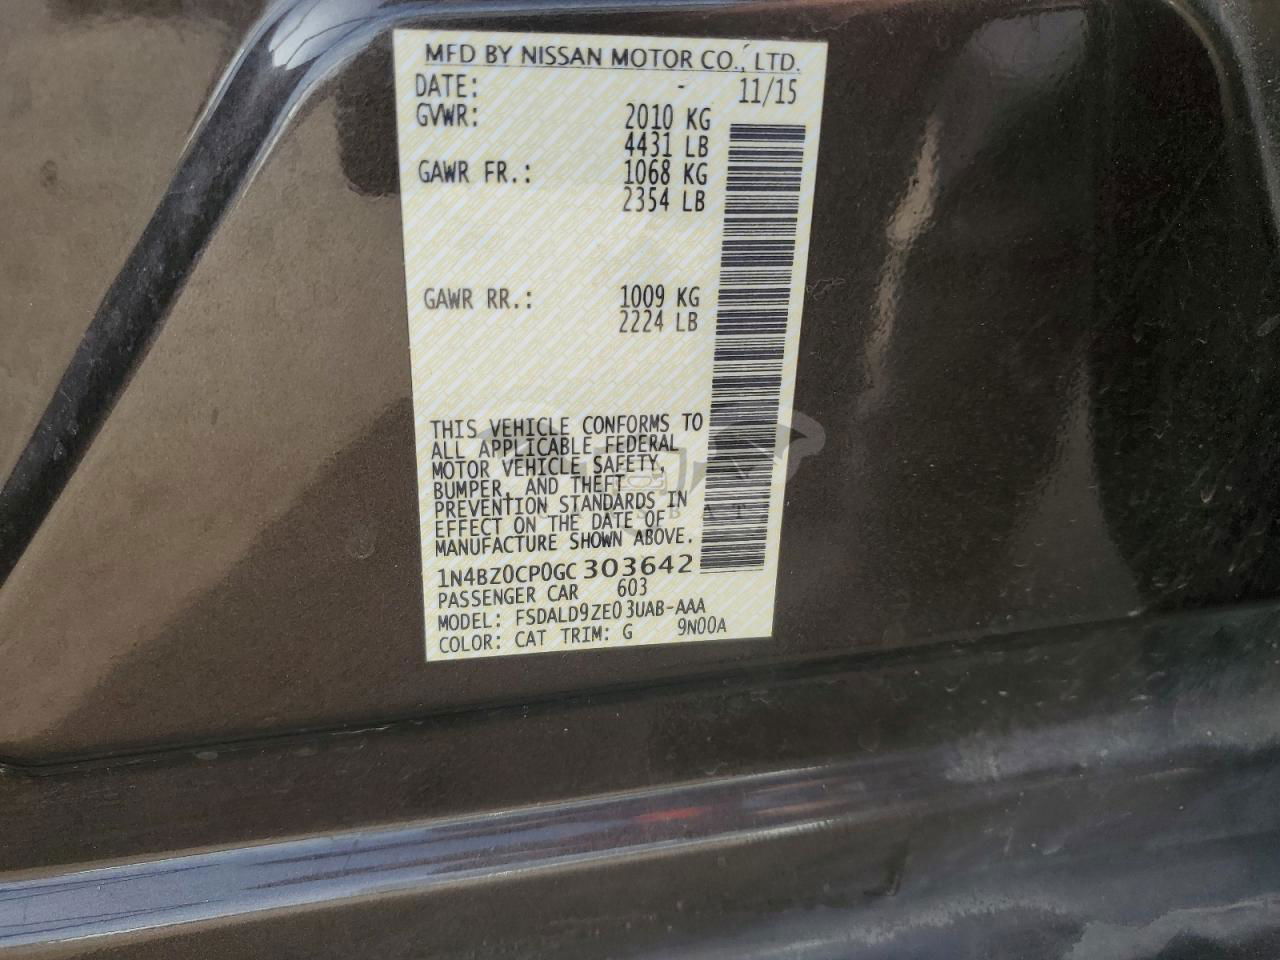 MFD BY NISSAN MOTOR CO., LTD.
DATE: - 11/15
GVWR: 2010 KG
4431 LB
GAWR FR.: 1068 KG
2354 LB
GAWR RR.: 1009 KG
2224 LB
THIS VEHICLE CONFORMS TO
ALL APPLICABLE FEDERAL
MOTOR VEHICLE SAFETY,
BUMPER, AND THEFT
PREVENTION STANDARDS IN
EFFECT ON THE DATE OF
MANUFACTURE SHOWN ABOVE.
1N4BZ0CP0GC303642
PASSENGER CAR 603
MODEL: FSDALD9ZE03UAB-AAA
COLOR: CAT TRIM: G 9N00A